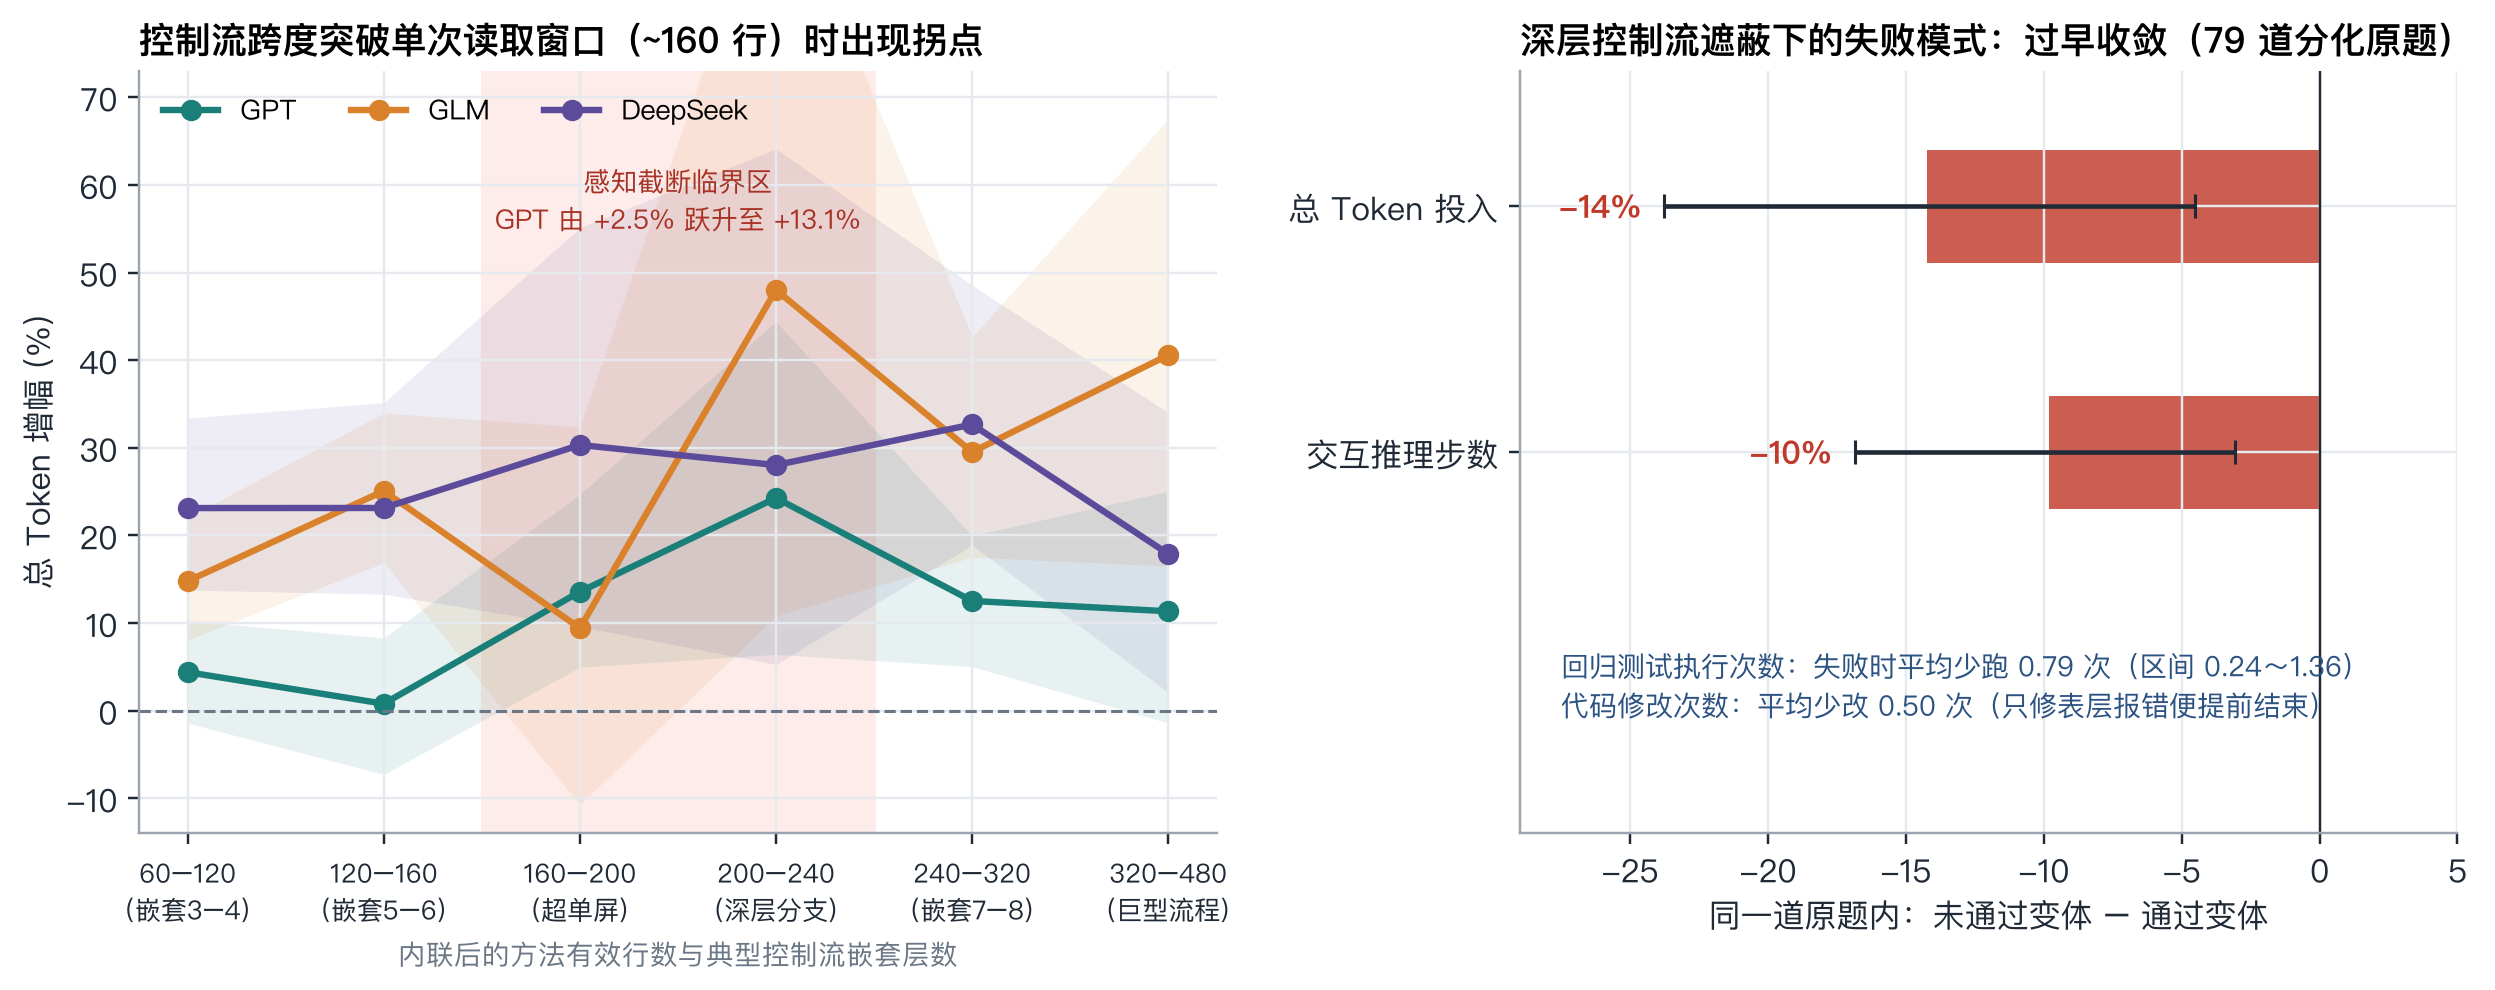 控制流跨度突破单次读取窗口（~160 行）时出现拐点
GPT
GLM
DeepSeek
感知截断临界区
GPT 由 +2.5% 跃升至 +13.1%
总 Token 增幅 (%)
70
60
50
40
30
20
10
0
−10
60—120
(嵌套3—4)
120—160
(嵌套5—6)
160—200
(超单屏)
200—240
(深层分支)
240—320
(嵌套7—8)
320—480
(巨型流程)
内联后的方法有效行数与典型控制流嵌套层数
深层控制流遮蔽下的失败模式：过早收敛（79 道分化原题）
总 Token 投入
−14%
交互推理步数
−10%
回归测试执行次数：失败时平均少跑 0.79 次（区间 0.24～1.36）
代码修改次数：平均少改 0.50 次（只修表层报错便提前结束）
−25
−20
−15
−10
−5
0
5
同一道原题内：未通过变体 − 通过变体